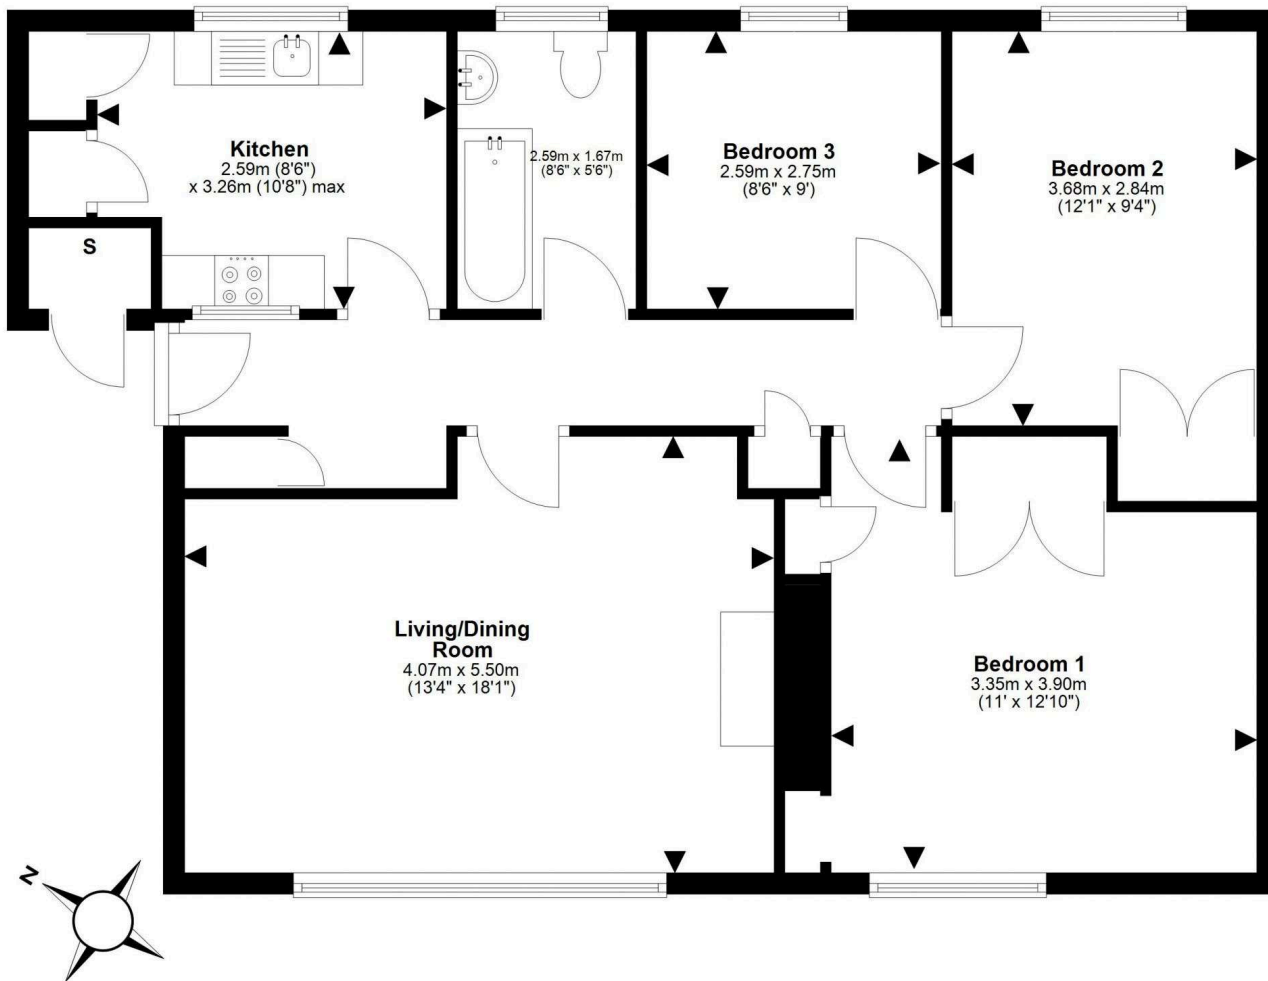 Kitchen
2.59m (8'6")
x 3.26m (10'8") max
2.59m x 1.67m
(8'6" x 5'6")
Bedroom 3
2.59m x 2.75m
(8'6" x 9')
Bedroom 2
3.68m x 2.84m
(12'1" x 9'4")
S
Living/Dining
Room
4.07m x 5.50m
(13'4" x 18'1")
Bedroom 1
3.35m x 3.90m
(11' x 12'10")
N